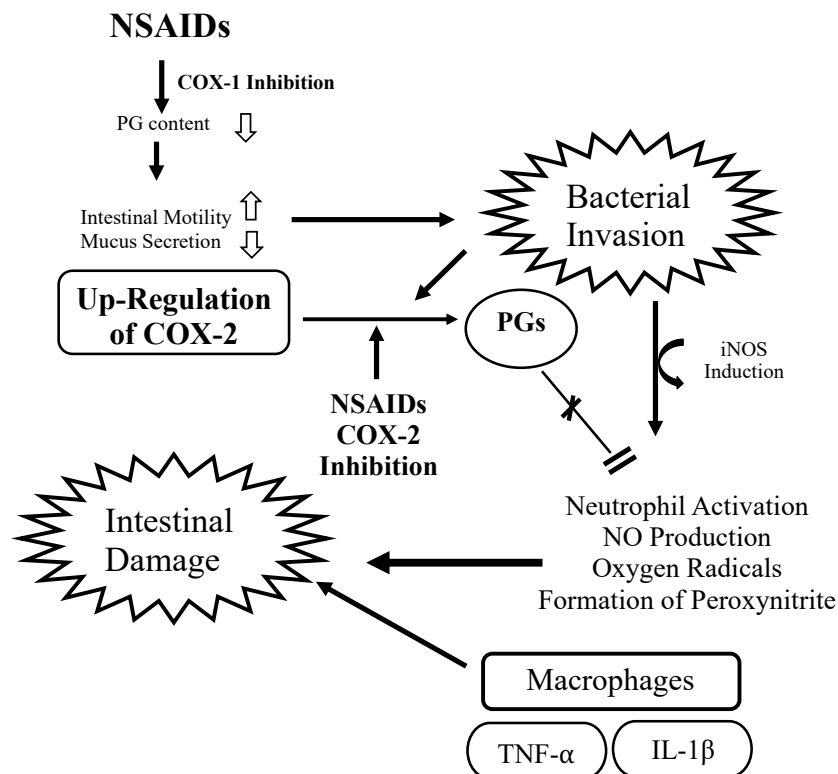 NSAIDs
COX-1 Inhibition
PG content
Intestinal Motility
Mucus Secretion
Bacterial
Invasion
Up-Regulation
of COX-2
PGs
iNOS
Induction
NSAIDs
COX-2
Inhibition
Intestinal
Damage
Neutrophil Activation
NO Production
Oxygen Radicals
Formation of Peroxynitrite
Macrophages
TNF-α
IL-1β